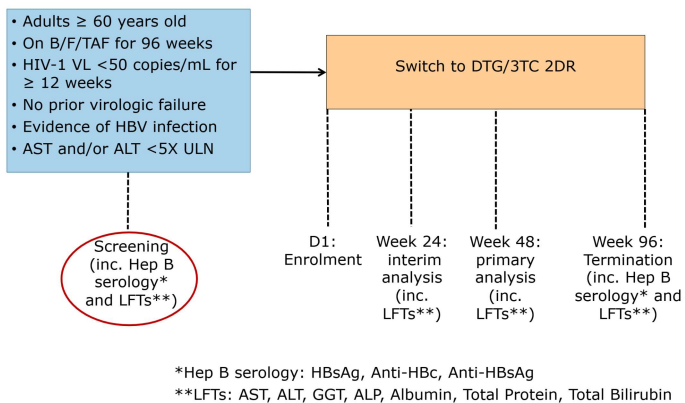 • Adults ≥ 60 years old
• On B/F/TAF for 96 weeks
• HIV-1 VL <50 copies/mL for
≥ 12 weeks
• No prior virologic failure
• Evidence of HBV infection
• AST and/or ALT <5X ULN
Switch to DTG/3TC 2DR
Screening
(inc. Hep B
serology*
and LFTs**)
D1:
Enrolment
Week 24:
interim
analysis
(inc.
LFTs**)
Week 48:
primary
analysis
(inc.
LFTs**)
Week 96:
Termination
(inc. Hep B
serology* and
LFTs**)
*Hep B serology: HBsAg, Anti-HBc, Anti-HBsAg
**LFTs: AST, ALT, GGT, ALP, Albumin, Total Protein, Total Bilirubin